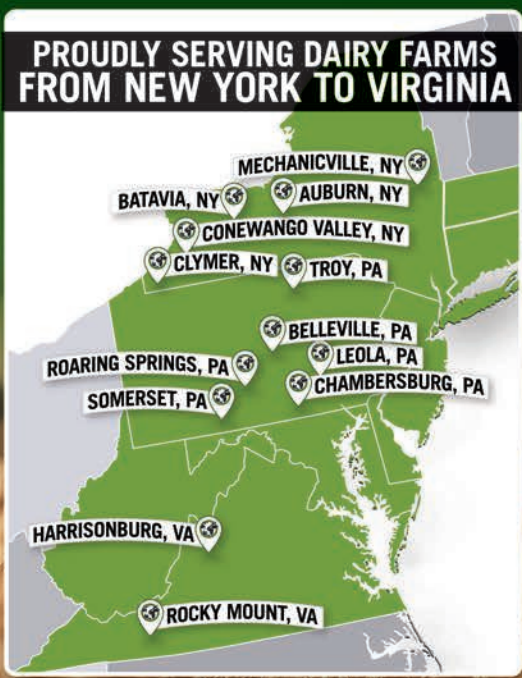 PROUDLY SERVING DAIRY FARMS
FROM NEW YORK TO VIRGINIA
MECHANICVILLE, NY
BATAVIA, NY
AUBURN, NY
CONEWANGO VALLEY, NY
CLYMER, NY
TROY, PA
BELLEVILLE, PA
ROARING SPRINGS, PA
LEOLA, PA
SOMERSET, PA
CHAMBERSBURG, PA
HARRISONBURG, VA
ROCKY MOUNT, VA